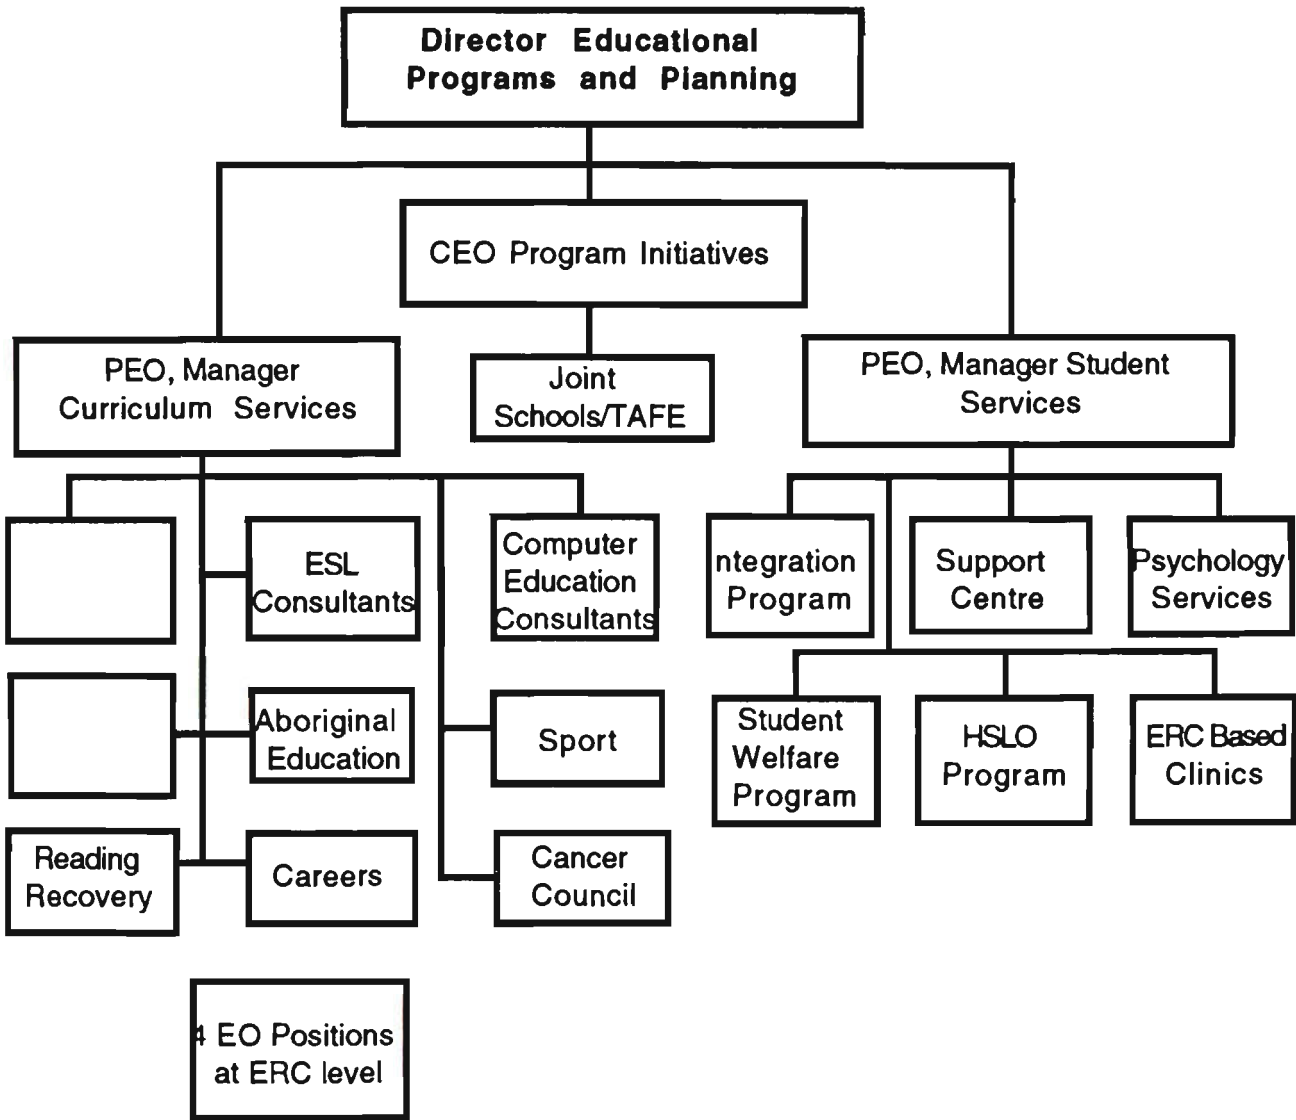 Director Educational
Programs and Planning
CEO Program Initiatives
PEO, Manager
Curriculum Services
Joint
Schools/TAFE
PEO, Manager Student
Services
ESL
Consultants
Computer
Education
Consultants
ntegration
Program
Support
Centre
Psychology
Services
Aboriginal
Education
Sport
Student
Welfare
Program
HSLO
Program
ERC Based
Clinics
Reading
Recovery
Careers
Cancer
Council
4 EO Positions
at ERC level